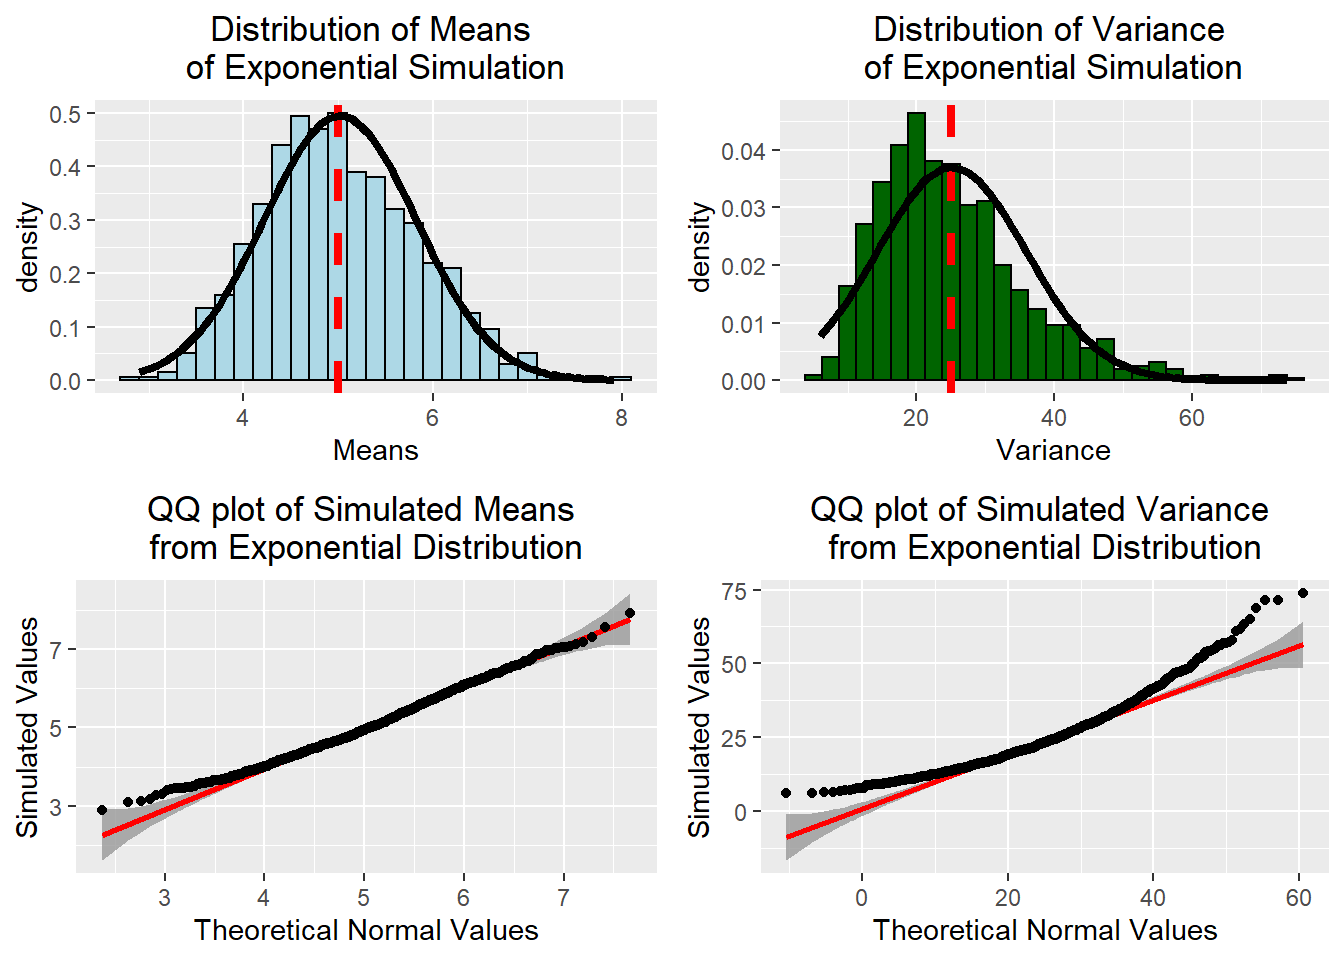 Distribution of Means
of Exponential Simulation
0.5
0.4
0.3
0.2
0.1
0.0
density
4 6 8
Means
Distribution of Variance
of Exponential Simulation
0.04
0.03
0.02
0.01
0.00
density
20 40 60
Variance
QQ plot of Simulated Means
from Exponential Distribution
7
5
3
Simulated Values
3 4 5 6 7
Theoretical Normal Values
QQ plot of Simulated Variance
from Exponential Distribution
75
50
25
0
Simulated Values
0 20 40 60
Theoretical Normal Values